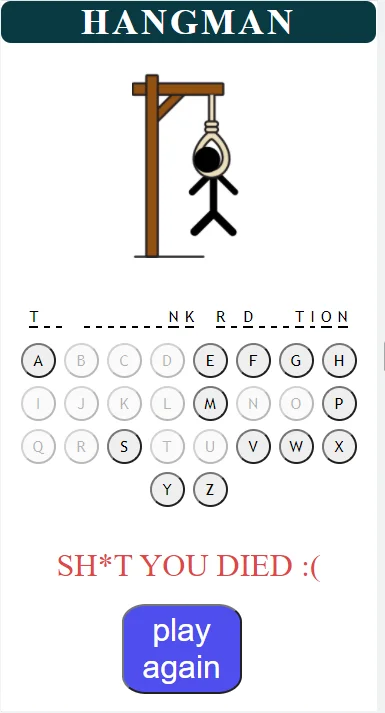 HANGMAN
T _ _ _ _ _ _ _ _ _ N K R _ D _ _ _ T I O N
A B C D E F G H
I J K L M N O P
Q R S T U V W X
Y Z
SH*T YOU DIED :(
play
again